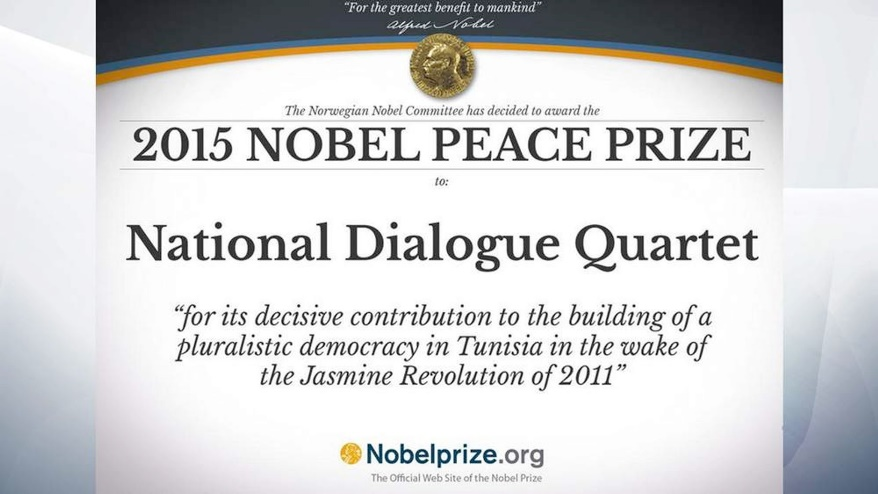 “For the greatest benefit to mankind”
Alfred Nobel
The Norwegian Nobel Committee has decided to award the
2015 NOBEL PEACE PRIZE
to:
National Dialogue Quartet
“for its decisive contribution to the building of a
pluralistic democracy in Tunisia in the wake of
the Jasmine Revolution of 2011”
Nobelprize.org
The Official Web Site of the Nobel Prize